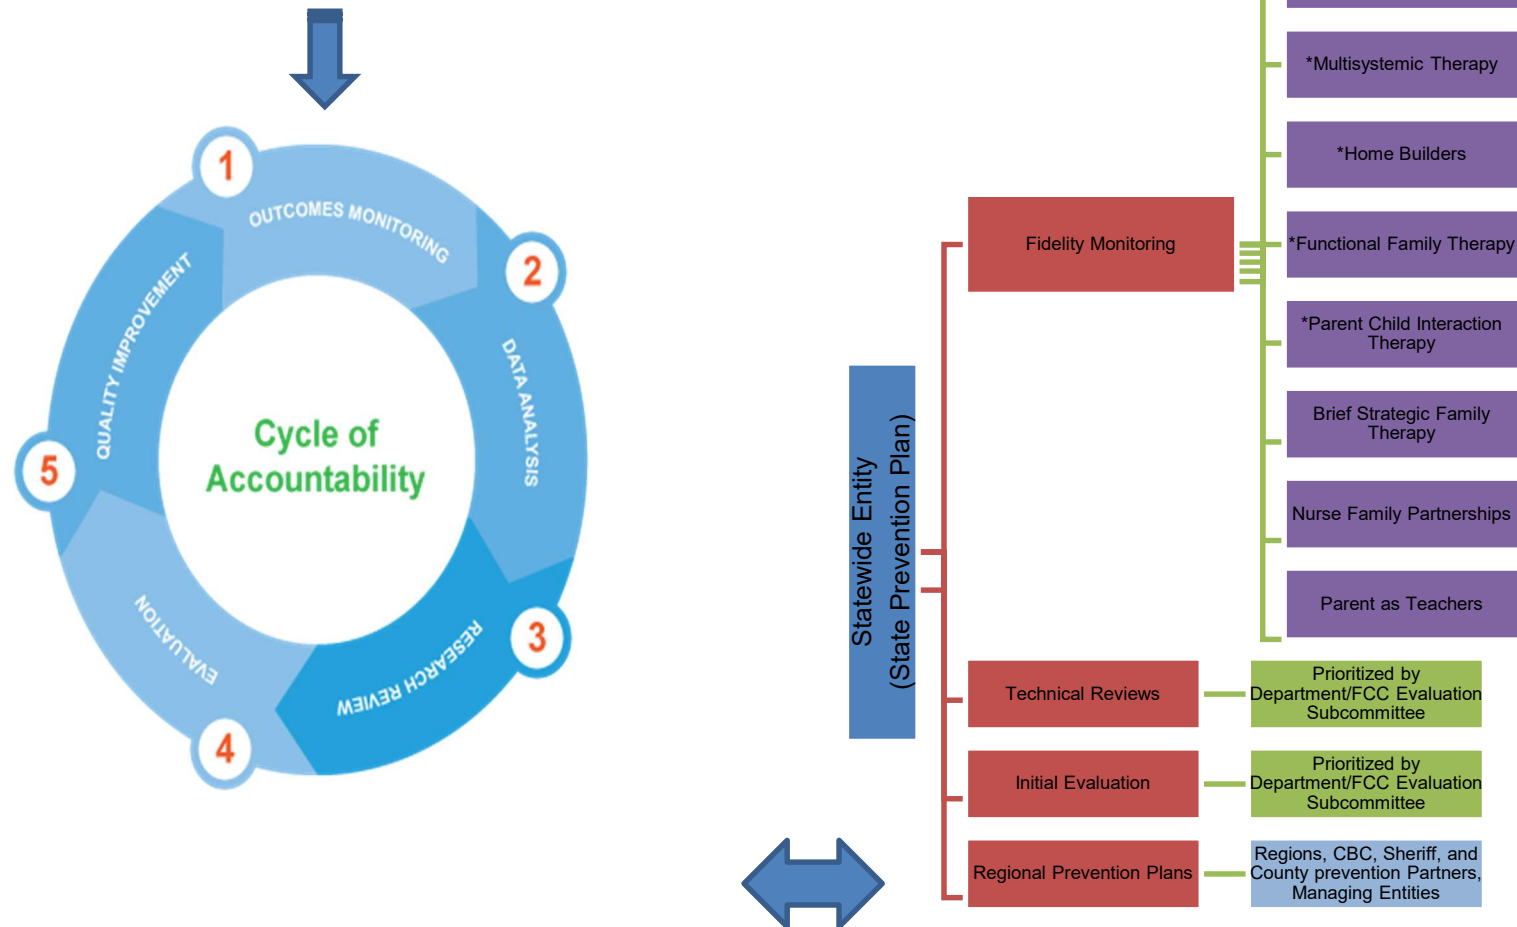 1
OUTCOMES MONITORING
2
DATA ANALYSIS
3
RESEARCH REVIEW
4
EVALUATION
5
QUALITY IMPROVEMENT
Cycle of
Accountability
Statewide Entity
(State Prevention Plan)
Fidelity Monitoring
*Multisystemic Therapy
*Home Builders
*Functional Family Therapy
*Parent Child Interaction
Therapy
Brief Strategic Family
Therapy
Nurse Family Partnerships
Parent as Teachers
Technical Reviews
Prioritized by
Department/FCC Evaluation
Subcommittee
Initial Evaluation
Prioritized by
Department/FCC Evaluation
Subcommittee
Regional Prevention Plans
Regions, CBC, Sheriff, and
County prevention Partners,
Managing Entities